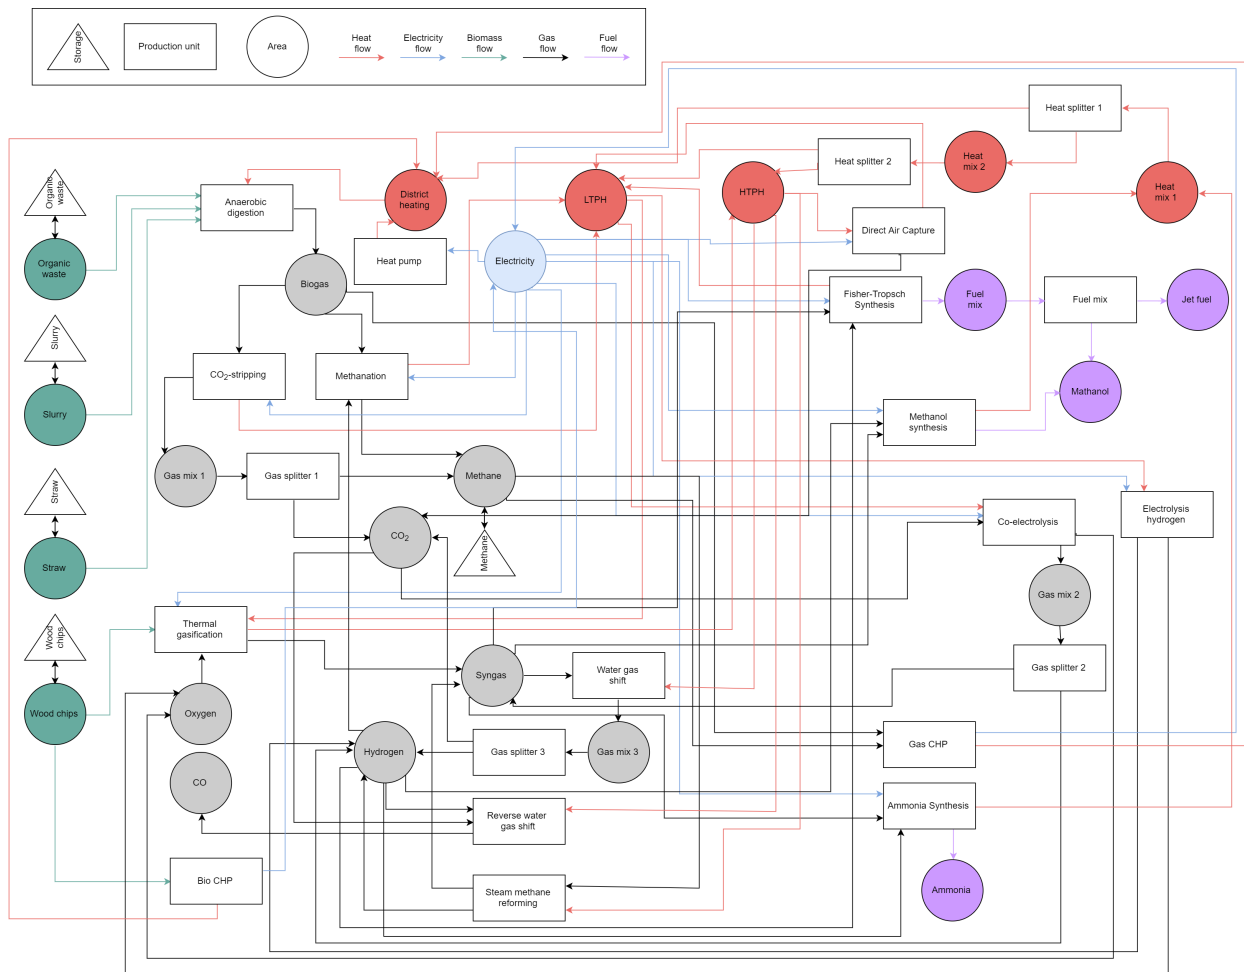 Storage
Production unit
Area
Heat
flow
Electricity
flow
Biomass
flow
Gas
flow
Fuel
flow
Heat splitter 1
Organic
waste
Anaerobic
digestion
District
heating
LTPH
HTPH
Heat splitter 2
Heat
mix 2
Heat
mix 1
Organic
waste
Heat pump
Electricity
Direct Air Capture
Biogas
Fisher-Tropsch
Synthesis
Fuel
mix
Fuel mix
Jet fuel
Slurry
CO2-stripping
Methanation
Mathanol
Slurry
Methanol
synthesis
Gas mix 1
Gas splitter 1
Methane
Straw
CO2
Methane
Co-electrolysis
Electrolysis
hydrogen
Straw
Gas mix 2
Wood
chips
Thermal
gasification
Syngas
Water gas
shift
Gas splitter 2
Wood chips
Oxygen
Hydrogen
Gas splitter 3
Gas mix 3
Gas CHP
CO
Reverse water
gas shift
Ammonia Synthesis
Bio CHP
Steam methane
reforming
Ammonia